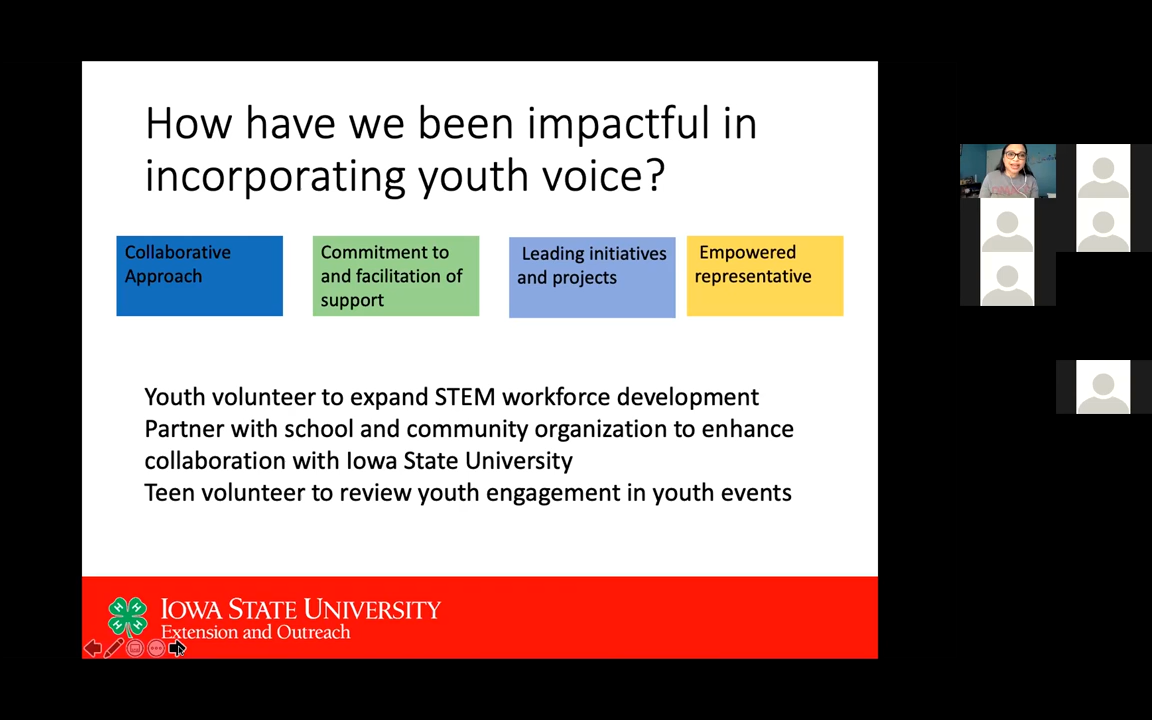 How have we been impactful in
incorporating youth voice?
Collaborative
Approach
Commitment to
and facilitation of
support
Leading initiatives
and projects
Empowered
representative
Youth volunteer to expand STEM workforce development
Partner with school and community organization to enhance
collaboration with Iowa State University
Teen volunteer to review youth engagement in youth events
H H H H
IOWA STATE UNIVERSITY
Extension and Outreach